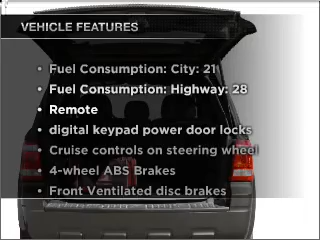 VEHICLE FEATURES
• Fuel Consumption: City: 21
• Fuel Consumption: Highway: 28
• Remote
• digital keypad power door locks
• Cruise controls on steering wheel
• 4-wheel ABS Brakes
• Front Ventilated disc brakes